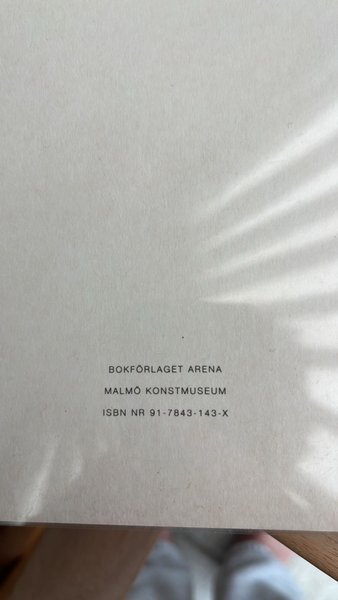 BOKFÖRLAGET ARENA
MALMÖ KONSTMUSEUM
ISBN NR 91-7843-143-X